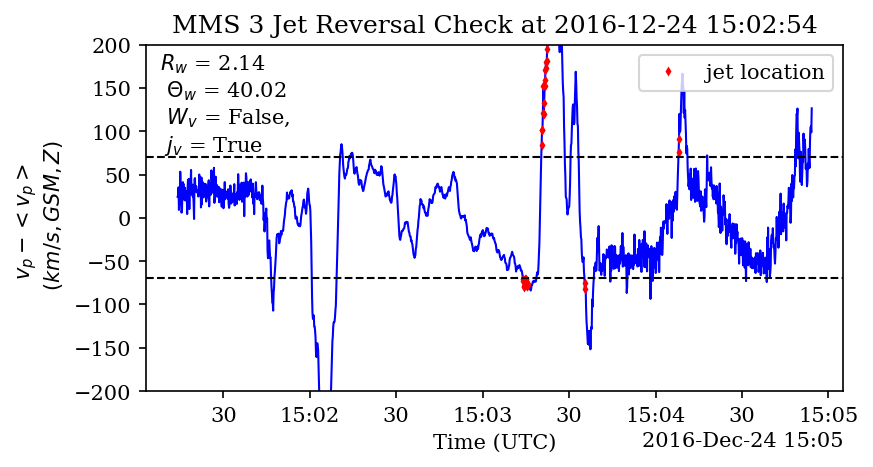 MMS 3 Jet Reversal Check at 2016-12-24 15:02:54
R_w = 2.14
Θ_w = 40.02
W_v = False,
j_v = True
jet location
v_p − < v_p >
(km/s, GSM, Z)
200
150
100
50
0
−50
−100
−150
−200
30
15:02
30
15:03
30
15:04
30
15:05
Time (UTC)
2016-Dec-24 15:05